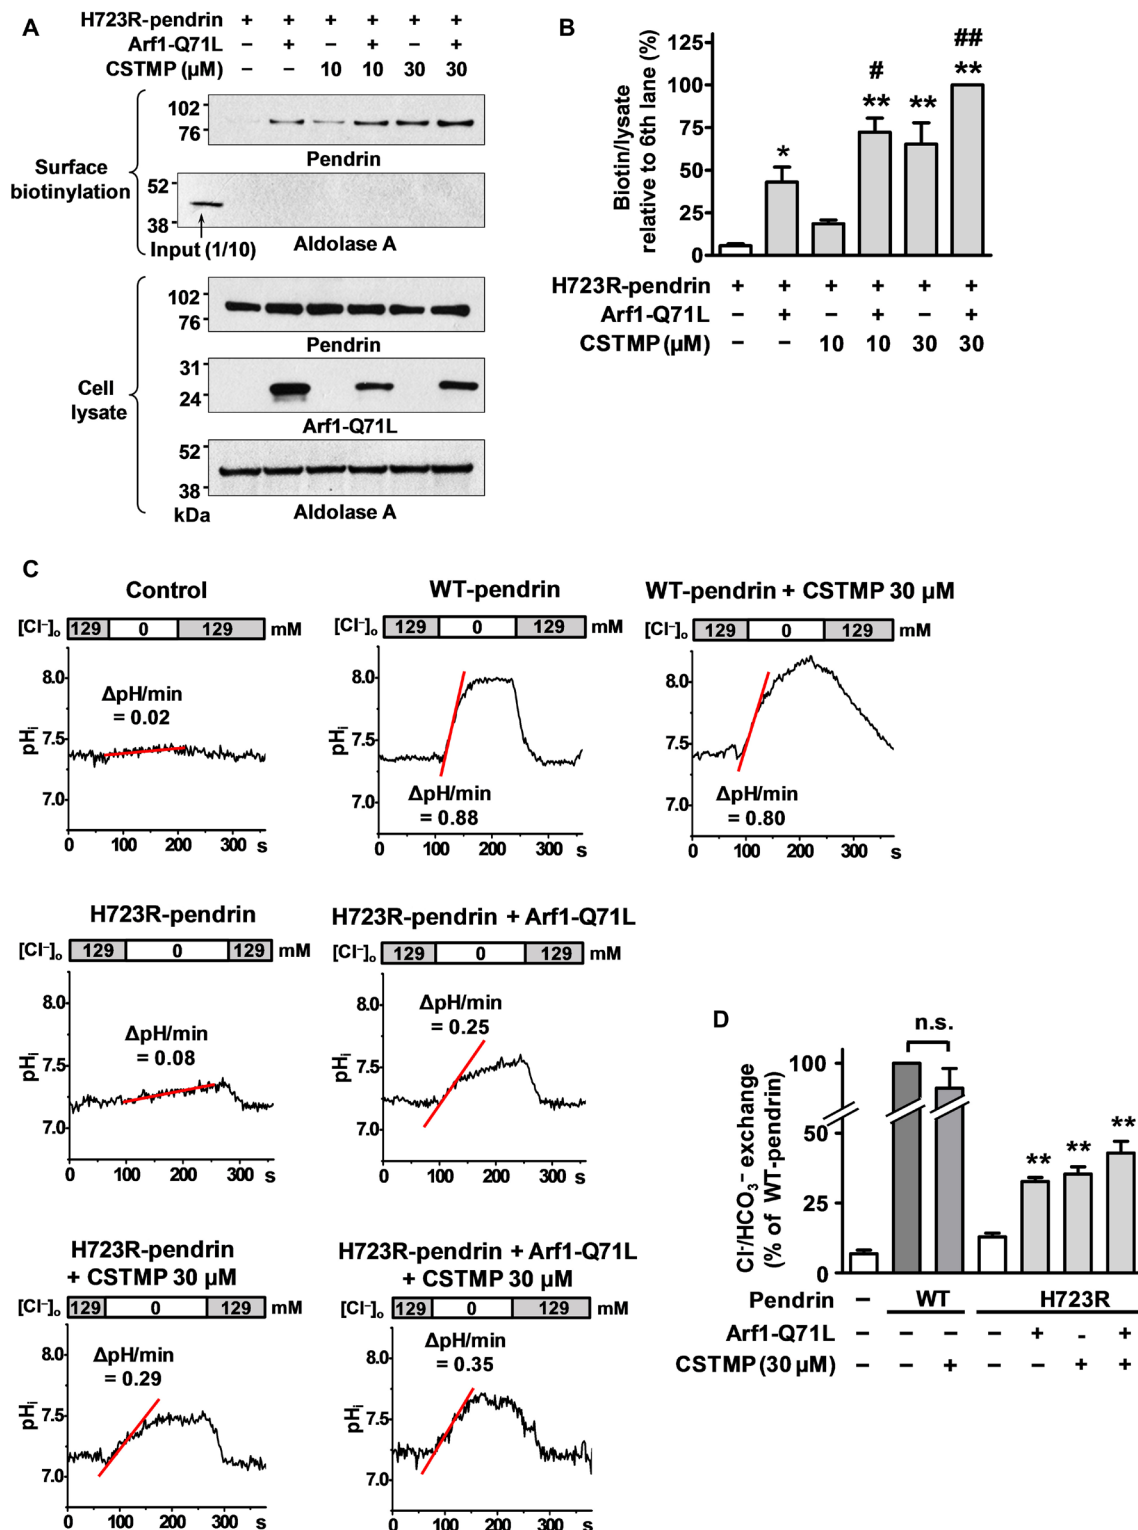 A
H723R-pendrin + + + + + +
Arf1-Q71L – + – + – +
CSTMP (µM) – – 10 10 30 30
Surface biotinylation
102
76
Pendrin
52
38
Input (1/10)
Aldolase A
Cell lysate
102
76
Pendrin
31
24
Arf1-Q71L
52
38
kDa
Aldolase A
B
Biotin/lysate
relative to 6th lane (%)
125
100
75
50
25
0
*
#
**
**
##
**
H723R-pendrin + + + + + +
Arf1-Q71L – + – + – +
CSTMP (µM) – – 10 10 30 30
C
Control
[Cl–]o 129 0 129 mM
pHi
8.0
7.5
7.0
ΔpH/min
= 0.02
0 100 200 300 s
WT-pendrin
[Cl–]o 129 0 129 mM
pHi
8.0
7.5
7.0
ΔpH/min
= 0.88
0 100 200 300 s
WT-pendrin + CSTMP 30 µM
[Cl–]o 129 0 129 mM
pHi
8.0
7.5
7.0
ΔpH/min
= 0.80
0 100 200 300 s
H723R-pendrin
[Cl–]o 129 0 129 mM
pHi
8.0
7.5
7.0
ΔpH/min
= 0.08
0 100 200 300 s
H723R-pendrin + Arf1-Q71L
[Cl–]o 129 0 129 mM
pHi
8.0
7.5
7.0
ΔpH/min
= 0.25
0 100 200 300 s
H723R-pendrin
+ CSTMP 30 µM
[Cl–]o 129 0 129 mM
pHi
8.0
7.5
7.0
ΔpH/min
= 0.29
0 100 200 300 s
H723R-pendrin + Arf1-Q71L
+ CSTMP 30 µM
[Cl–]o 129 0 129 mM
pHi
8.0
7.5
7.0
ΔpH/min
= 0.35
0 100 200 300 s
D
Cl–/HCO3– exchange
(% of WT-pendrin)
100
50
25
0
n.s.
**
**
**
Pendrin – WT H723R
Arf1-Q71L – – – – + - +
CSTMP (30 µM) – – + – – + +